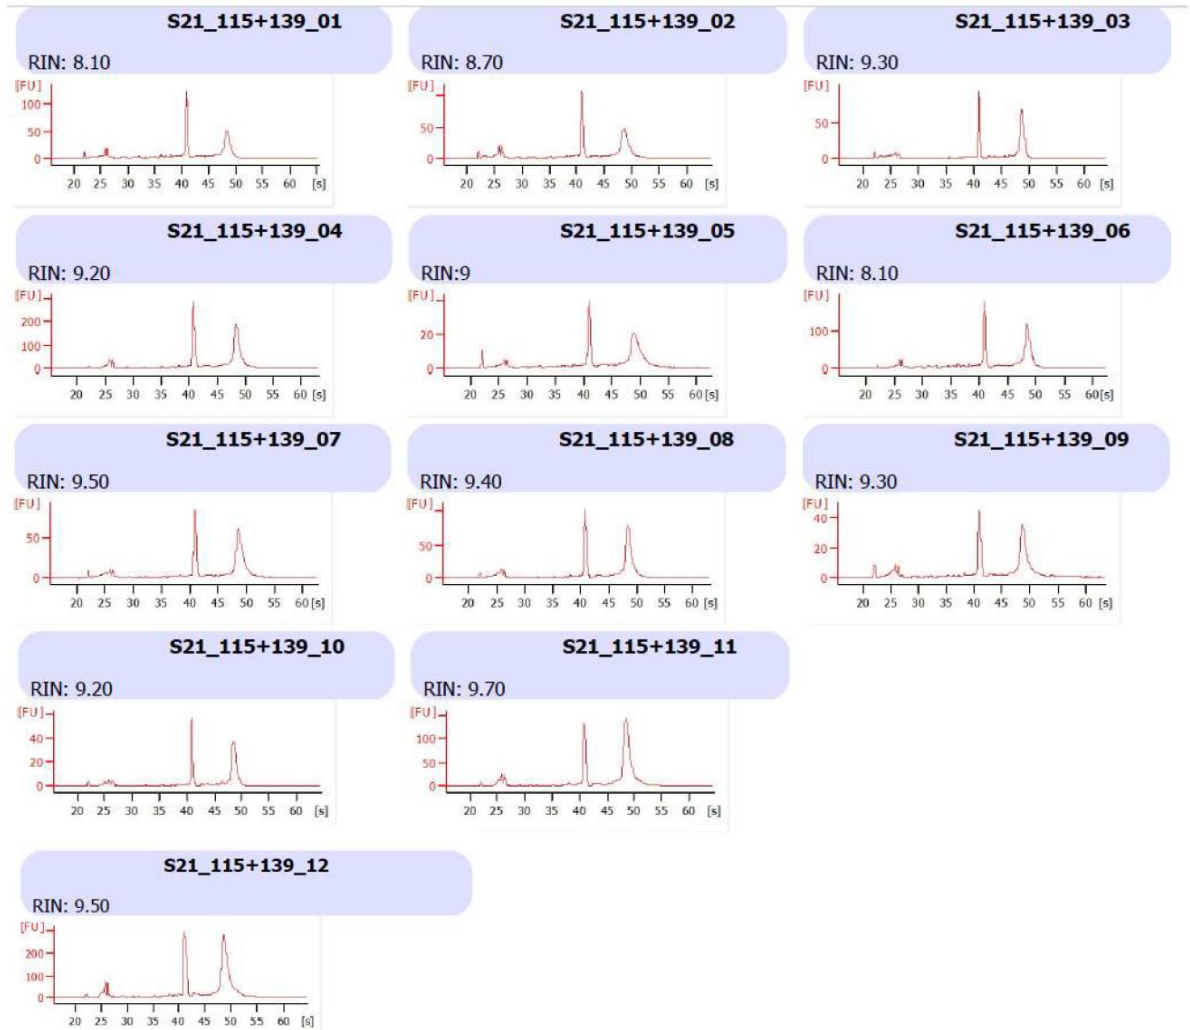 S21_115+139_01
RIN: 8.10
[FU]
100
50
0
20 25 30 35 40 45 50 55 60 [s]
S21_115+139_02
RIN: 8.70
[FU]
50
0
20 25 30 35 40 45 50 55 60 [s]
S21_115+139_03
RIN: 9.30
[FU]
50
0
20 25 30 35 40 45 50 55 60 [s]
S21_115+139_04
RIN: 9.20
[FU]
200
100
0
20 25 30 35 40 45 50 55 60 [s]
S21_115+139_05
RIN:9
[FU]
20
0
20 25 30 35 40 45 50 55 60 [s]
S21_115+139_06
RIN: 8.10
[FU]
100
0
20 25 30 35 40 45 50 55 60[s]
S21_115+139_07
RIN: 9.50
[FU]
50
0
20 25 30 35 40 45 50 55 60 [s]
S21_115+139_08
RIN: 9.40
[FU]
50
0
20 25 30 35 40 45 50 55 60 [s]
S21_115+139_09
RIN: 9.30
[FU]
40
20
0
20 25 30 35 40 45 50 55 60 [s]
S21_115+139_10
RIN: 9.20
[FU]
40
20
0
20 25 30 35 40 45 50 55 60 [s]
S21_115+139_11
RIN: 9.70
[FU]
100
50
0
20 25 30 35 40 45 50 55 60 [s]
S21_115+139_12
RIN: 9.50
[FU]
200
100
0
20 25 30 35 40 45 50 55 60 [s]